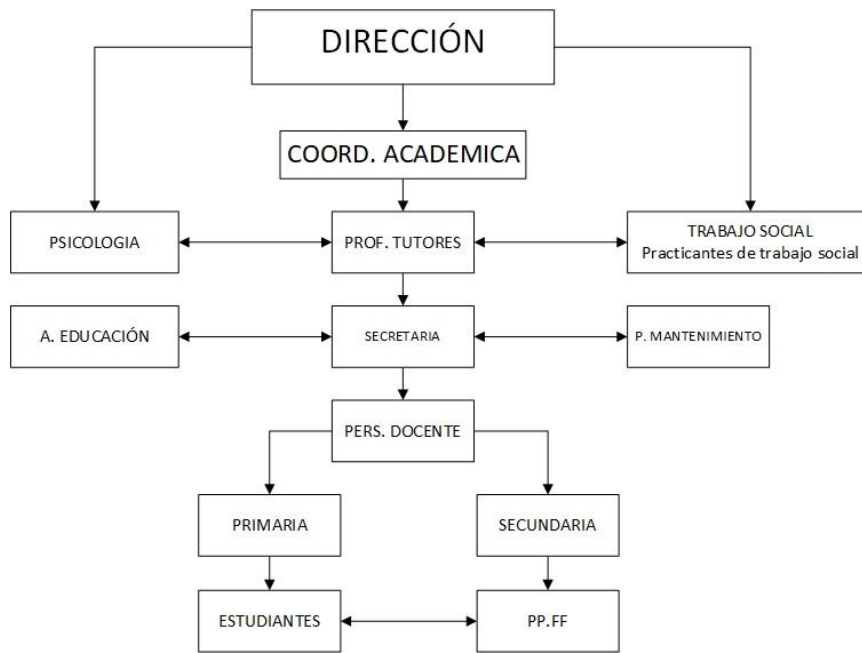 DIRECCIÓN
COORD. ACADEMICA
PSICOLOGIA
PROF. TUTORES
TRABAJO SOCIAL
Practicantes de trabajo social
A. EDUCACIÓN
SECRETARIA
P. MANTENIMIENTO
PERS. DOCENTE
PRIMARIA
SECUNDARIA
ESTUDIANTES
PP.FF